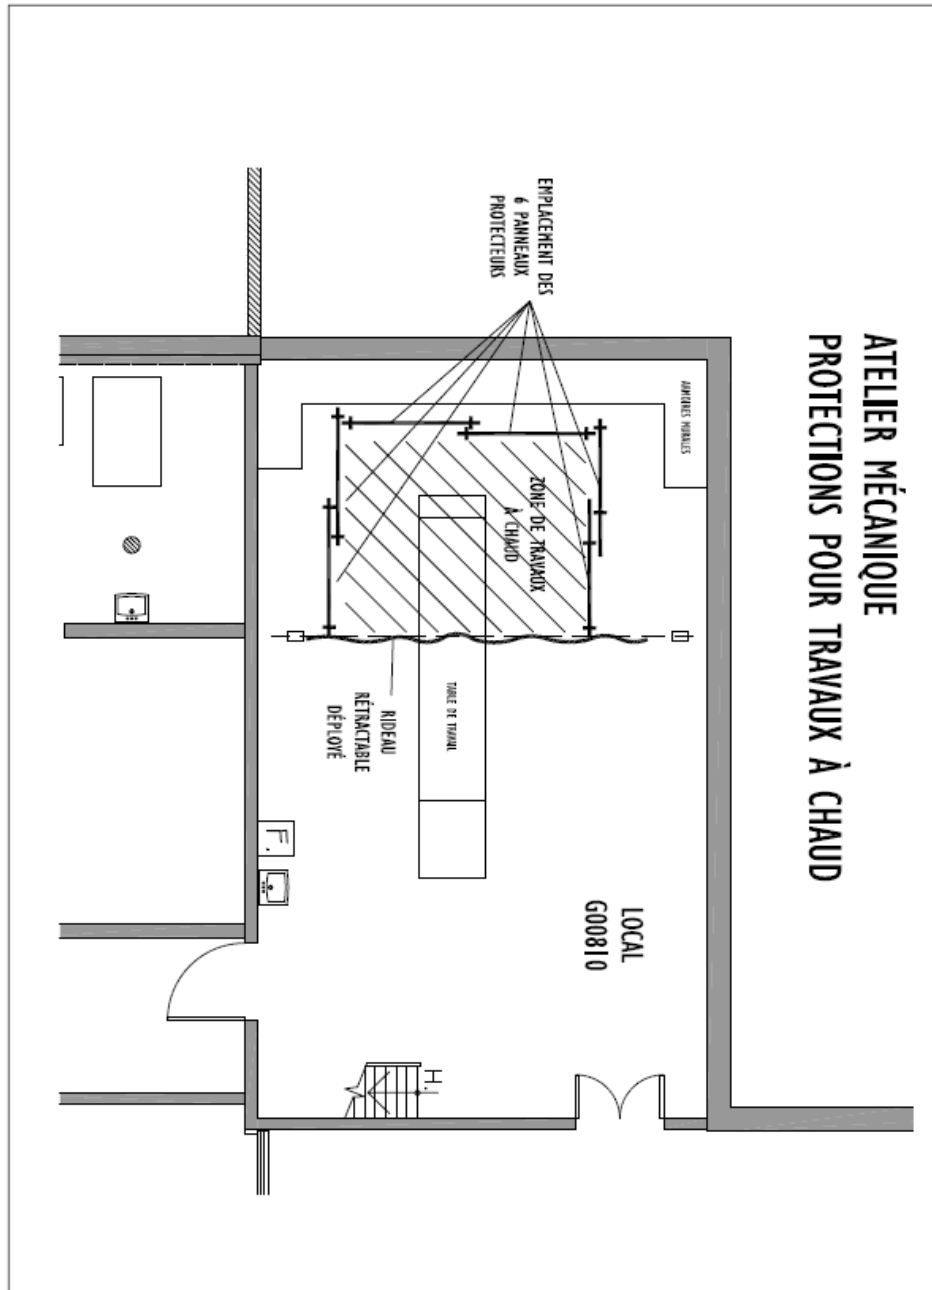 ATELIER MÉCANIQUE
PROTECTIONS POUR TRAVAUX À CHAUD
EMPLACEMENT DES
6 PANNEAUX
PROTECTEURS
ARMOIRES MURALES
ZONE DE TRAVAUX
À CHAUD
TABLE DE TRAVAIL
RIDEAU
RÉTRACTABLE
DÉPLOYÉ
F.
LOCAL
G00810
H.